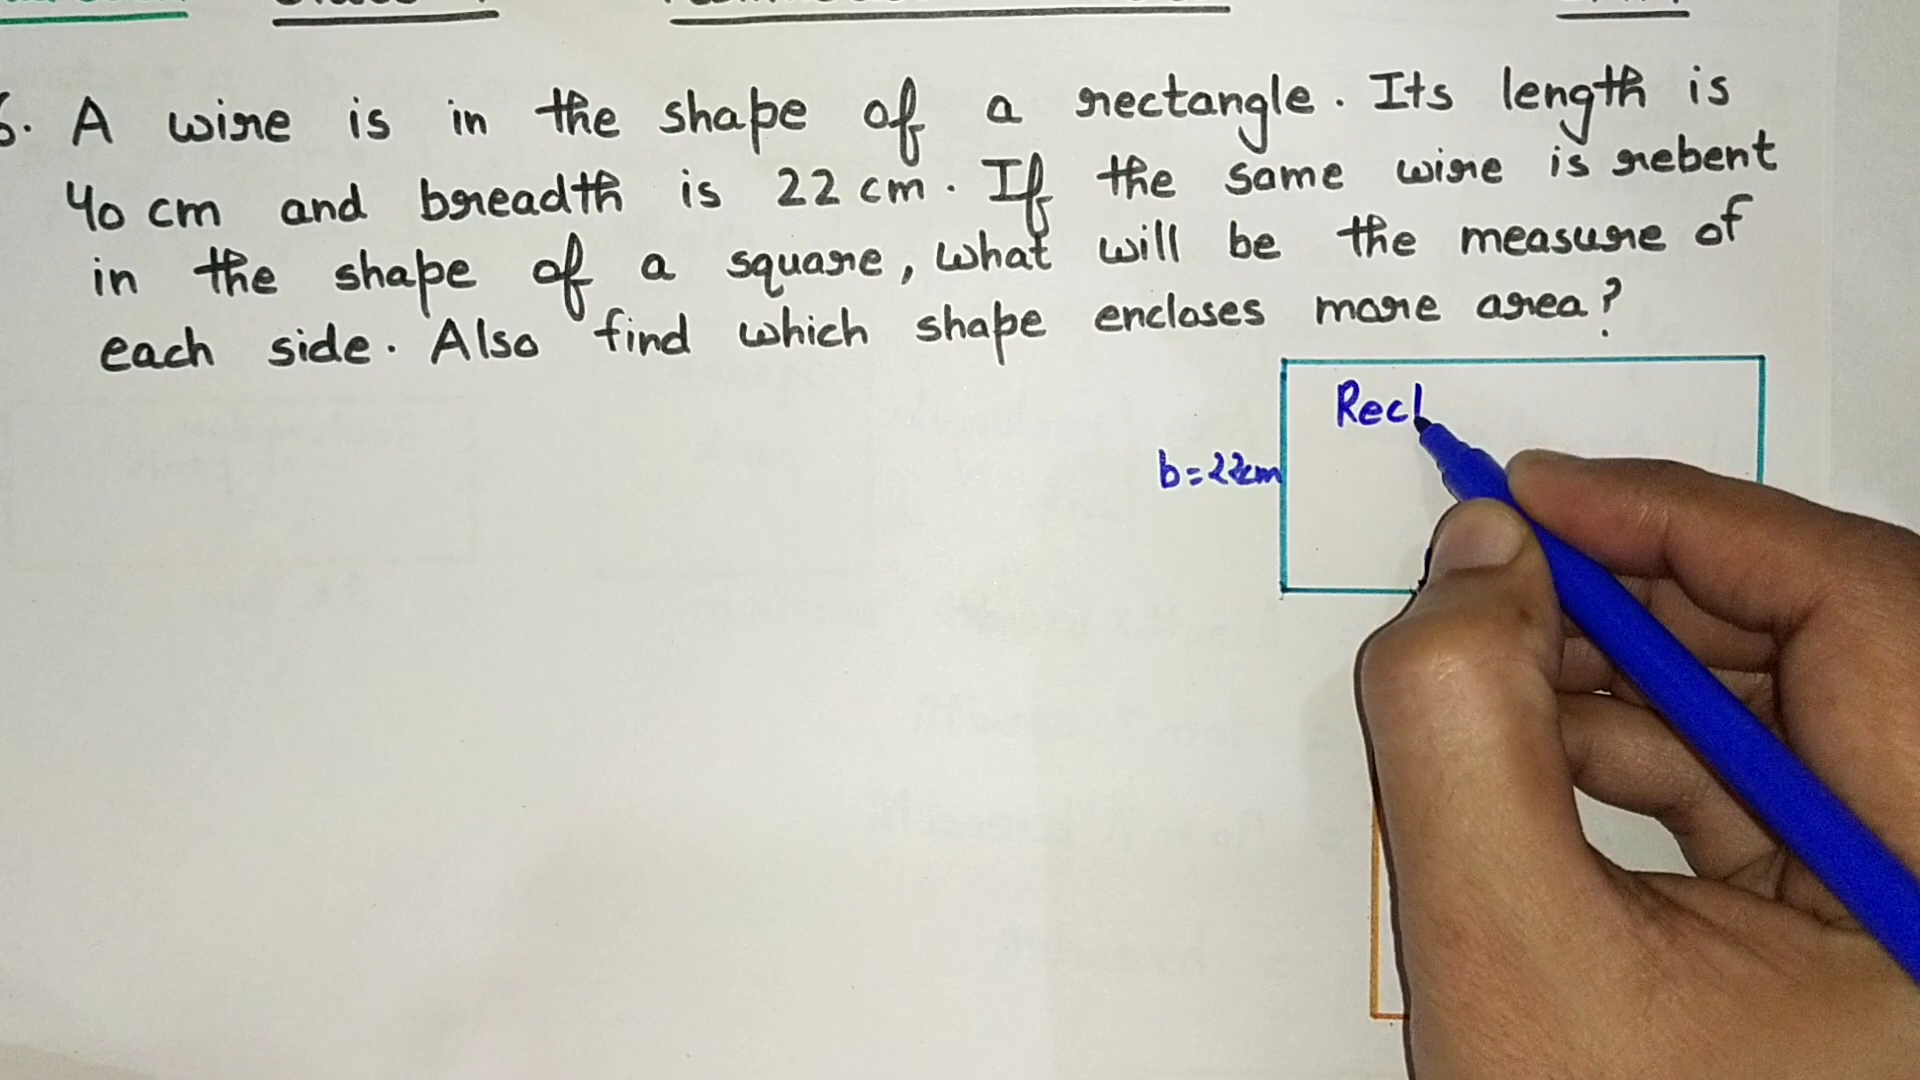 6. A wire is in the shape of a rectangle. Its length is
40 cm and breadth is 22 cm. If the same wire is rebent
in the shape of a square, what will be the measure of
each side. Also find which shape encloses more area?
Rect
b=22cm